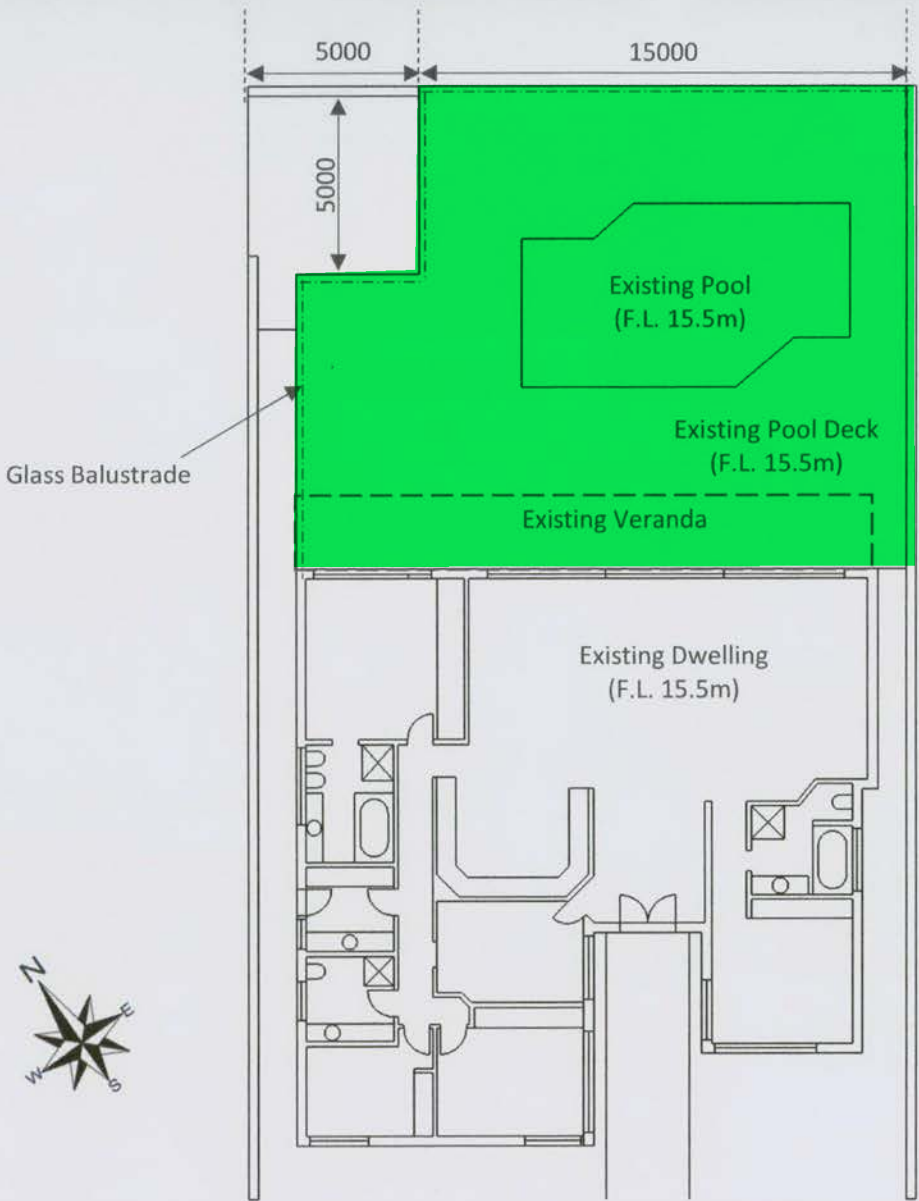 5000
15000
5000
Existing Pool
(F.L. 15.5m)
Glass Balustrade
Existing Pool Deck
(F.L. 15.5m)
Existing Veranda
Existing Dwelling
(F.L. 15.5m)
N
E
W
S